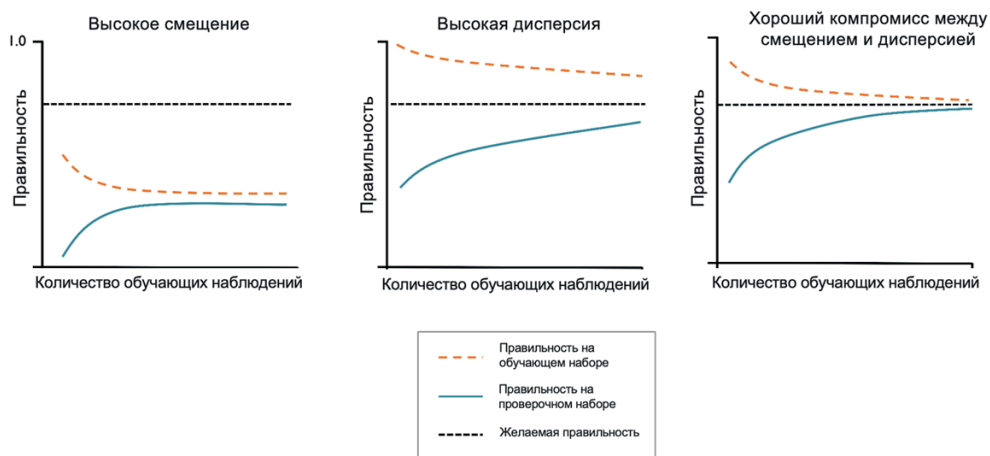 Высокое смещение
Высокая дисперсия
Хороший компромисс между
смещением и дисперсией
1.0
Правильность
Правильность
Правильность
Количество обучающих наблюдений
Количество обучающих наблюдений
Количество обучающих наблюдений
Правильность на
обучающем наборе
Правильность на
проверочном наборе
Желаемая правильность